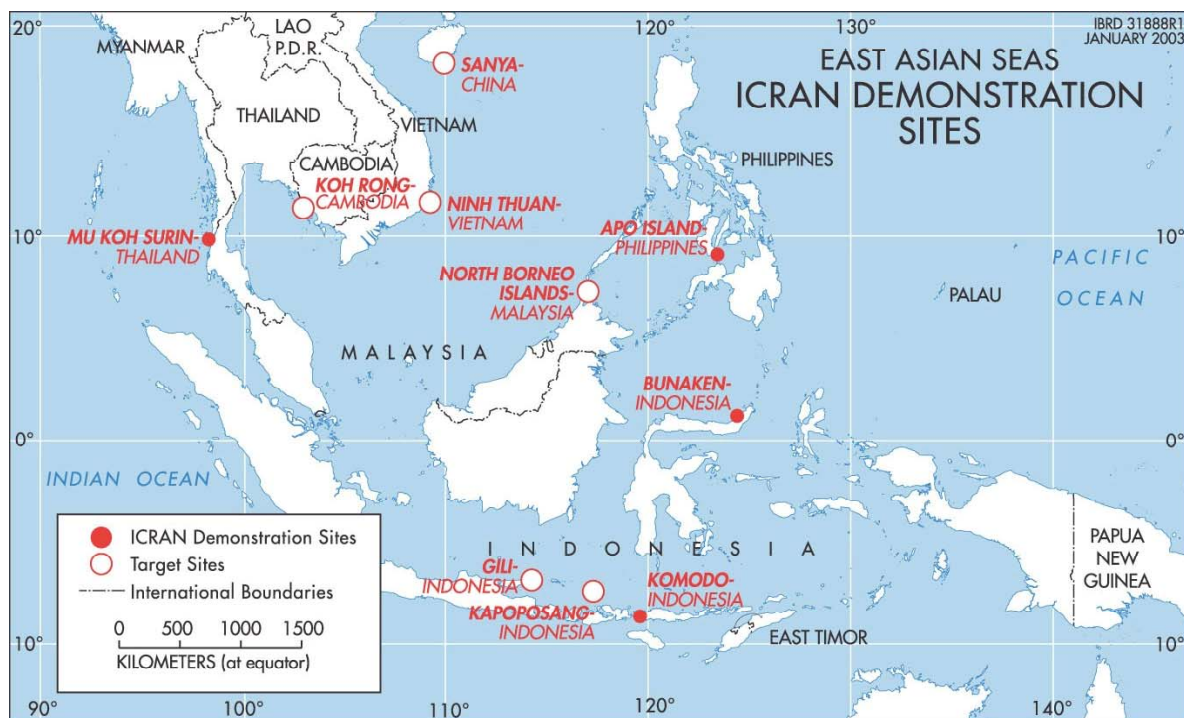 20°
110°
120°
130°
140°
IBRD 31888R1
JANUARY 2003
EAST ASIAN SEAS
ICRAN DEMONSTRATION
SITES
MYANMAR
LAO
P.D.R.
SANYA-
CHINA
THAILAND
VIETNAM
CAMBODIA
KOH RONG-
CAMBODIA
NINH THUAN-
VIETNAM
PHILIPPINES
MU KOH SURIN-
THAILAND
10°
APO ISLAND-
PHILIPPINES
10°
PACIFIC
OCEAN
NORTH BORNEO
ISLANDS-
MALAYSIA
PALAU
MALAYSIA
BUNAKEN-
INDONESIA
0°
0°
INDIAN OCEAN
INDONESIA
PAPUA
NEW
GUINEA
GILI-
INDONESIA
KOMODO-
INDONESIA
KAPOPOSANG-
INDONESIA
EAST TIMOR
ICRAN Demonstration Sites
Target Sites
International Boundaries
0 500 1000 1500
KILOMETERS (at equator)
10°
10°
90°
100°
110°
120°
130°
140°